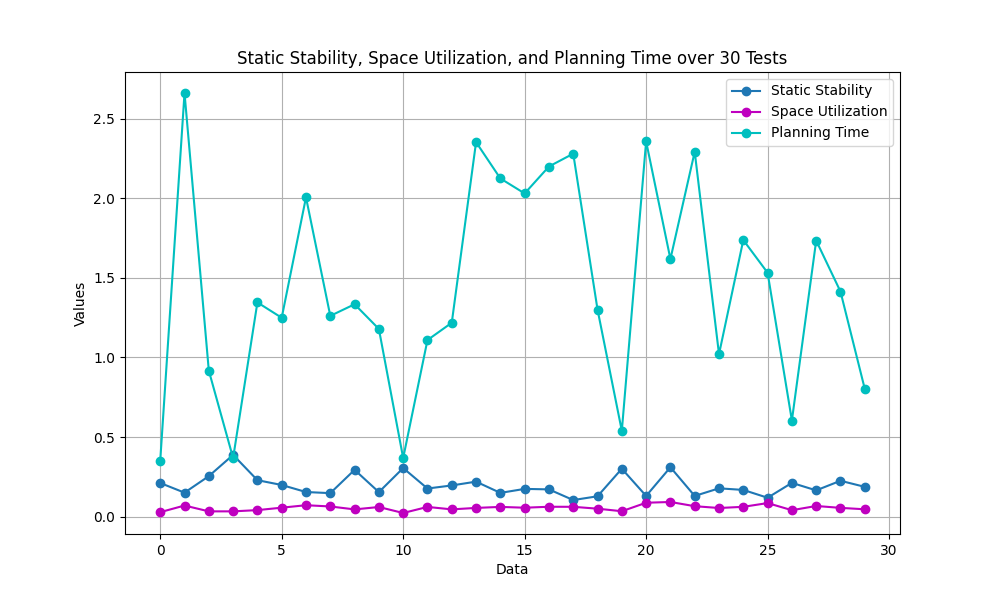 Static Stability, Space Utilization, and Planning Time over 30 Tests
Static Stability
Space Utilization
Planning Time
2.5
2.0
1.5
1.0
0.5
0.0
Values
0 5 10 15 20 25 30
Data